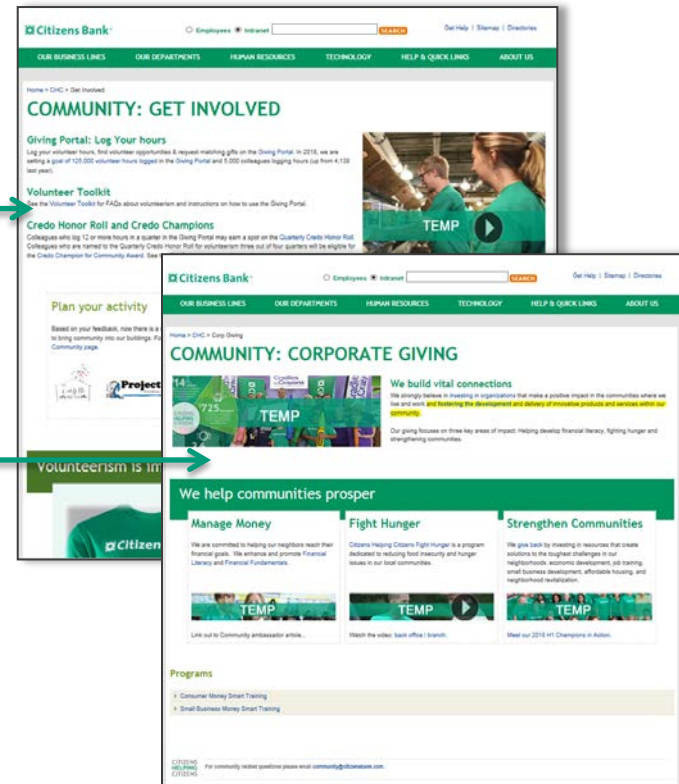 Citizens Bank
Employees Intranet SEARCH Get Help | Sitemap | Directories
OUR BUSINESS LINES OUR DEPARTMENTS HUMAN RESOURCES TECHNOLOGY HELP & QUICK LINKS ABOUT US
Home > CHC > Get Involved
COMMUNITY: GET INVOLVED
Giving Portal: Log Your hours
Log your volunteer hours, find volunteer opportunities & request matching gifts on the Giving Portal. In 2018, we are
setting a goal of 125,000 volunteer hours logged in the Giving Portal and 5,000 colleagues logging hours (up from 4,139
last year).
Volunteer Toolkit
See the Volunteer Toolkit for FAQs about volunteerism and instructions on how to use the Giving Portal.
Credo Honor Roll and Credo Champions
Colleagues who log 12 or more hours in a quarter in the Giving Portal may earn a spot on the Quarterly Credo Honor Roll.
Colleagues who are named to the Quarterly Credo Honor Roll for volunteerism three out of four quarters will be eligible for
the Credo Champion for Community Award. See
TEMP
Plan your activity
Based on your feedback, now there is a
to bring community into our buildings.
Community page.
Project
Volunteerism is im
Citizen
Citizens Bank
Employees Intranet SEARCH Get Help | Sitemap | Directories
OUR BUSINESS LINES OUR DEPARTMENTS HUMAN RESOURCES TECHNOLOGY HELP & QUICK LINKS ABOUT US
Home > CHC > Corp Giving
COMMUNITY: CORPORATE GIVING
14
725
CITIZENS HELPING CITIZENS
TEMP
We build vital connections
We strongly believe in investing in organizations that make a positive impact in the communities where we
live and work and fostering the development and delivery of innovative products and services within our
community.
Our giving focuses on three key areas of impact: Helping develop financial literacy, fighting hunger and
strengthening communities.
We help communities prosper
Manage Money
We are committed to helping our neighbors reach their
financial goals. We enhance and promote Financial
Literacy and Financial Fundamentals.
TEMP
Link out to Community ambassador article...
Fight Hunger
Citizens Helping Citizens Fight Hunger is a program
dedicated to reducing food insecurity and hunger
issues in our local communities.
TEMP
Watch the video: back office | branch.
Strengthen Communities
We give back by investing in resources that create
solutions to the toughest challenges in our
neighborhoods: economic development, job training,
small business development, affordable housing, and
neighborhood revitalization.
TEMP
Meet our 2018 H1 Champions in Action.
Programs
Consumer Money Smart Training
Small Business Money Smart Training
CITIZENS
HELPING
CITIZENS
For community related questions please email community@citizensbank.com.